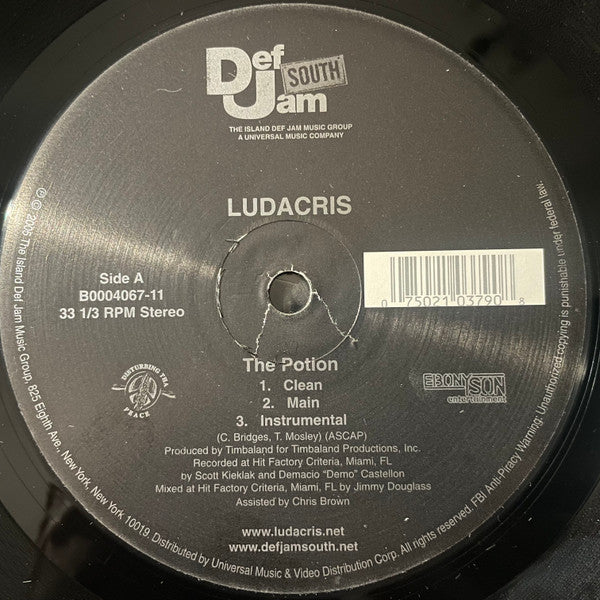 Def
Jam
SOUTH
THE ISLAND DEF JAM MUSIC GROUP
A UNIVERSAL MUSIC COMPANY
LUDACRIS
Side A
B0004067-11
33 1/3 RPM Stereo
0 75021 03790 8
The Potion
1. Clean
2. Main
3. Instrumental
(C. Bridges, T. Mosley) (ASCAP)
Produced by Timbaland for Timbaland Productions, Inc.
Recorded at Hit Factory Criteria, Miami, FL
by Scott Kieklak and Demacio "Demo" Castellon
Mixed at Hit Factory Criteria, Miami, FL by Jimmy Douglass
Assisted by Chris Brown
DISTURBING THA
PEACE
EBONY SON
entertainment
www.ludacris.net
www.defjamsouth.net
℗ © 2005 The Island Def Jam Music Group, 825 Eighth Ave., New York, New York 10019. Distributed by Universal Music & Video Distribution Corp. All rights reserved. FBI Anti-Piracy Warning: Unauthorized copying is punishable under federal law.